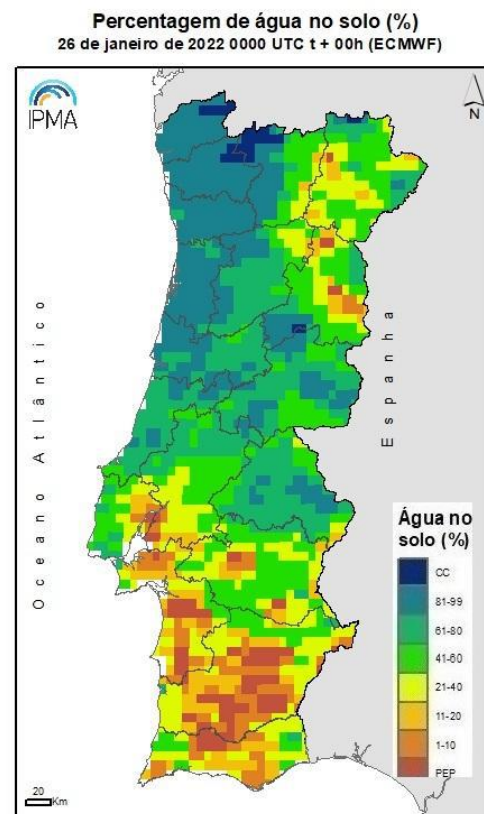 Percentagem de água no solo (%)
26 de janeiro de 2022 0000 UTC t + 00h (ECMWF)
IPMA
N
Oceano Atlântico
Espanha
Água no
solo (%)
CC
81-99
61-80
41-60
21-40
11-20
1-10
PEP
20
Km